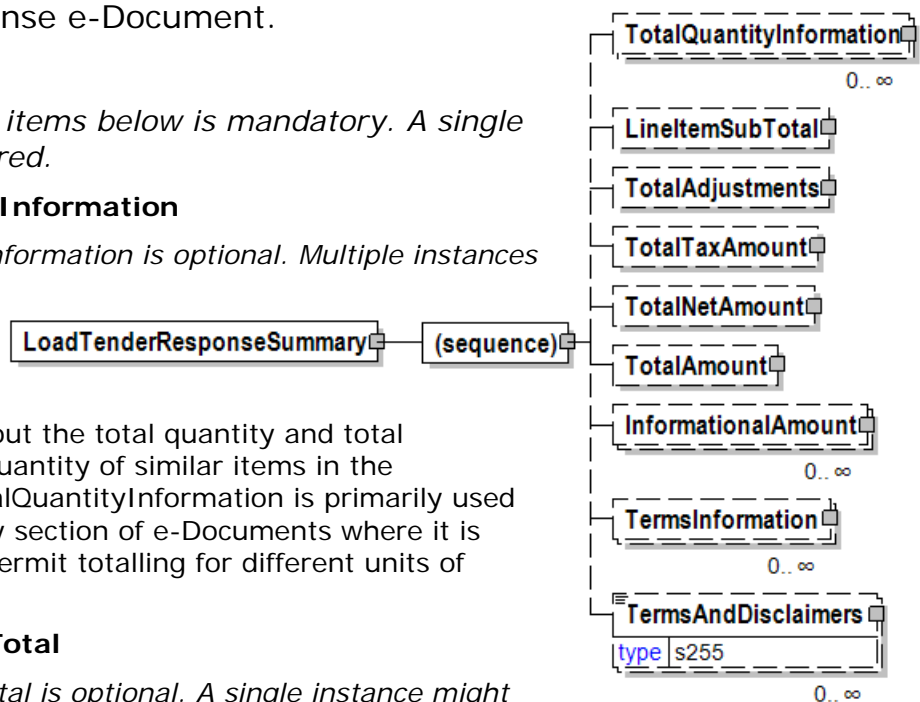 nse e-Document.
items below is mandatory. A single
red.
Information
nformation is optional. Multiple instances
out the total quantity and total
uantity of similar items in the
alQuantityInformation is primarily used
y section of e-Documents where it is
ermit totalling for different units of
Total
tal is optional. A single instance might
LoadTenderResponseSummary
(sequence)
TotalQuantityInformation
0.. ∞
LineItemSubTotal
TotalAdjustments
TotalTaxAmount
TotalNetAmount
TotalAmount
InformationalAmount
0.. ∞
TermsInformation
0.. ∞
TermsAndDisclaimers
type s255
0.. ∞